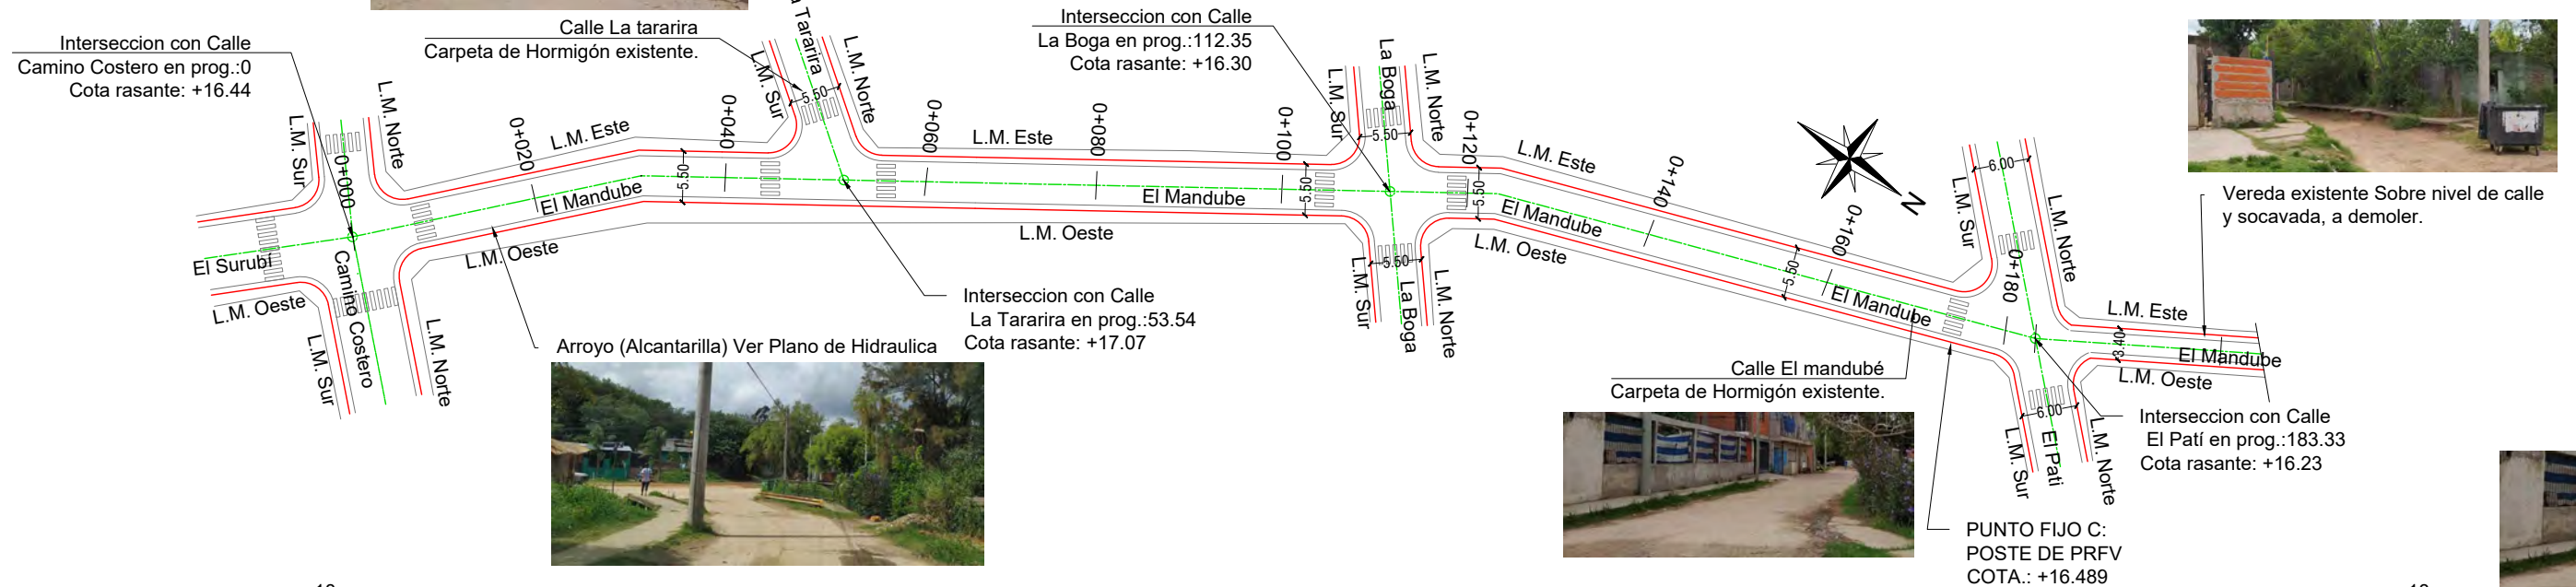 Interseccion con Calle
Camino Costero en prog.:0
Cota rasante: +16.44
Calle La tararira
Carpeta de Hormigón existente.
Tararira
L.M. Sur
L.M. Norte
5.50
Interseccion con Calle
La Boga en prog.:112.35
Cota rasante: +16.30
La Boga
L.M. Sur
L.M. Norte
5.50
L.M. Sur
L.M. Norte
0+000
0+020
L.M. Este
0+040
0+060
L.M. Este
0+080
0+100
0+120
L.M. Este
0+140
0+160
0+180
5.50
El Mandube
El Mandube
5.50
5.50
El Mandube
5.50
El Mandube
El Surubí
L.M. Oeste
Camino Costero
L.M. Sur
L.M. Norte
L.M. Oeste
L.M. Oeste
L.M. Oeste
L.M. Sur
5.50
La Boga
L.M. Norte
N
L.M. Sur
6.00
L.M. Norte
Vereda existente Sobre nivel de calle
y socavada, a demoler.
L.M. Este
3.40
El Mandube
L.M. Oeste
6.00
L.M. Sur
El Pati
L.M. Norte
Arroyo (Alcantarilla) Ver Plano de Hidraulica
Interseccion con Calle
La Tararira en prog.:53.54
Cota rasante: +17.07
Calle El mandubé
Carpeta de Hormigón existente.
Interseccion con Calle
El Patí en prog.:183.33
Cota rasante: +16.23
PUNTO FIJO C:
POSTE DE PRFV
COTA.: +16.489